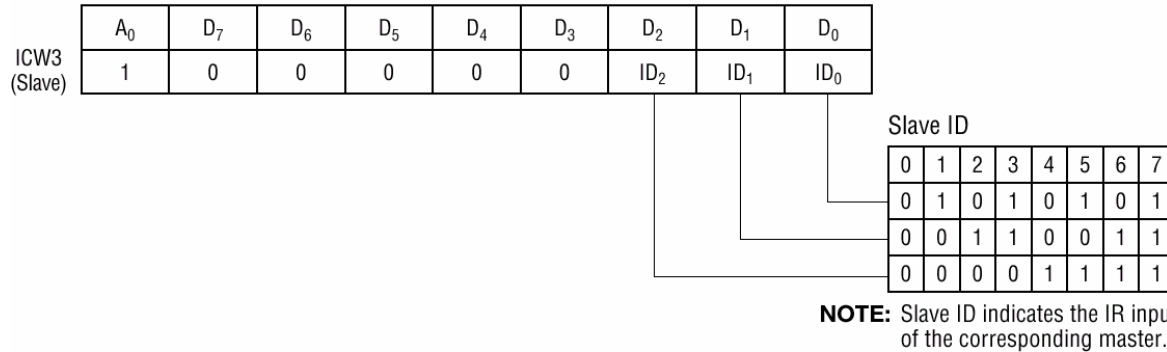 A₀ D₇ D₆ D₅ D₄ D₃ D₂ D₁ D₀
ICW3
(Slave)
1 0 0 0 0 0 ID₂ ID₁ ID₀
Slave ID
0 1 2 3 4 5 6 7
0 1 0 1 0 1 0 1
0 0 1 1 0 0 1 1
0 0 0 0 1 1 1 1
NOTE: Slave ID indicates the IR inpu
of the corresponding master.